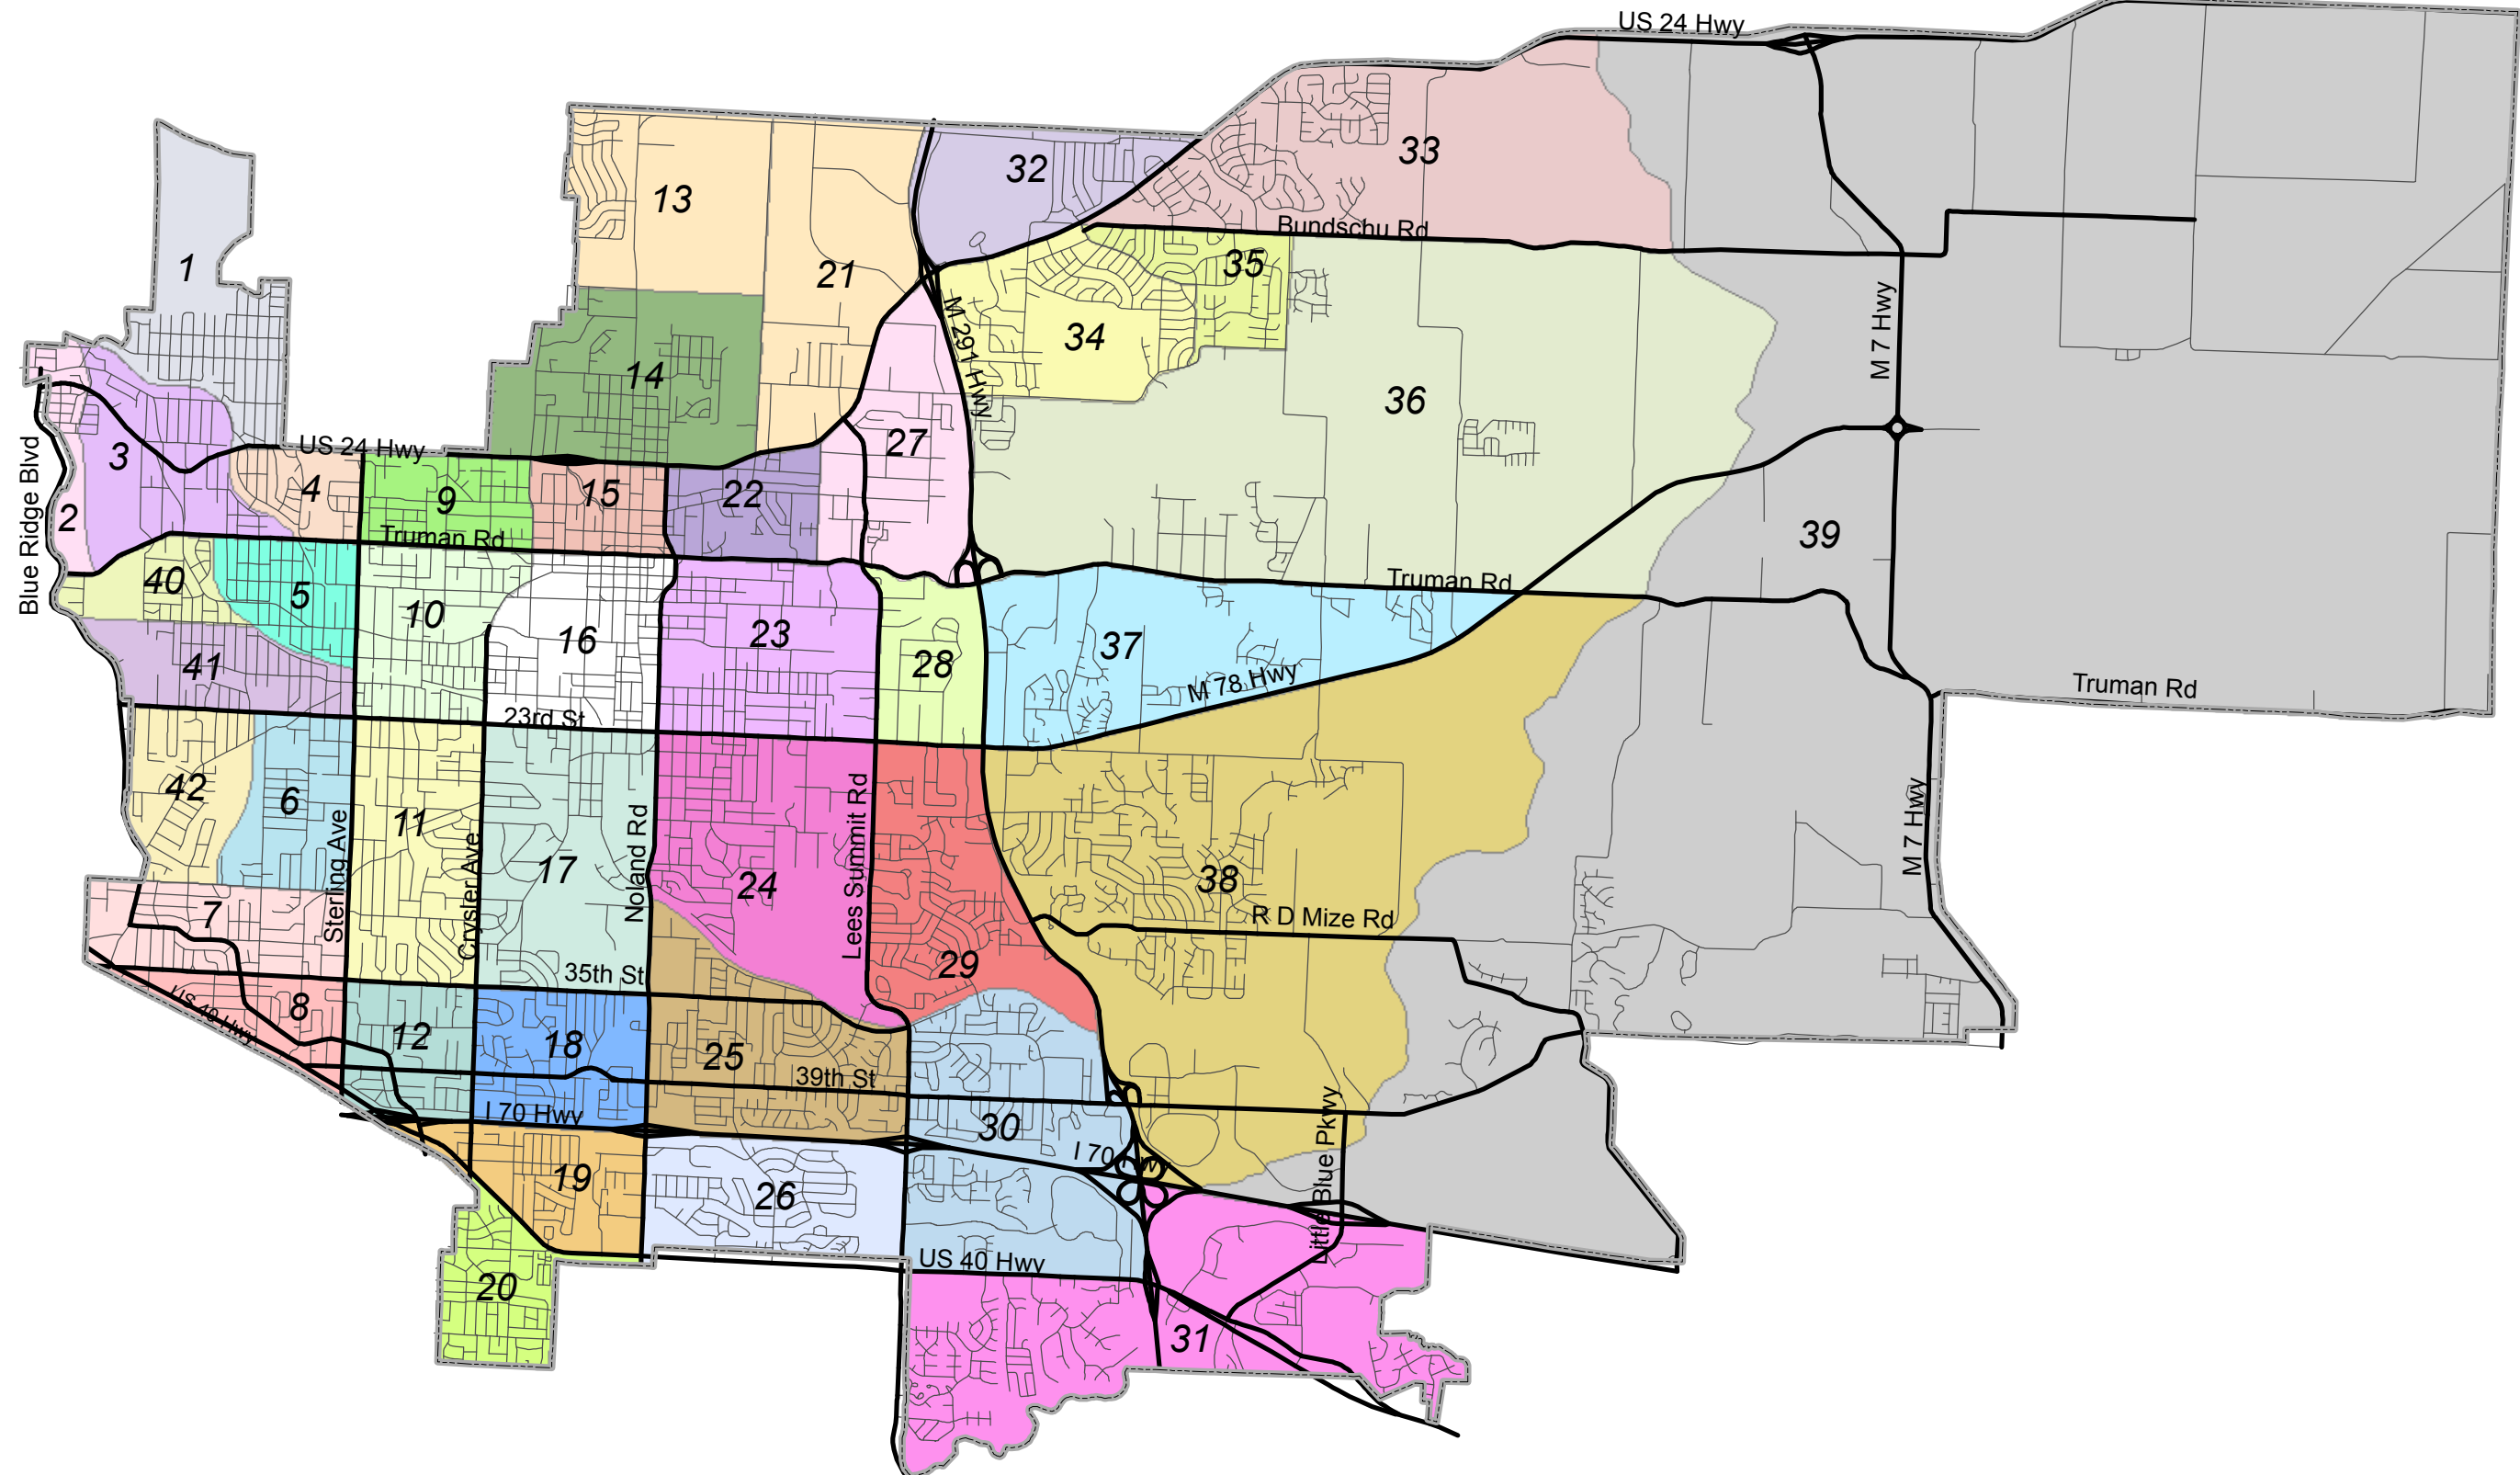 US 24 Hwy
33
32
13
Bundschu Rd
35
1
21
M 291 Hwy
34
M 7 Hwy
14
36
27
US 24 Hwy
3
4
9
15
22
2
Blue Ridge Blvd
39
Truman Rd
40
5
10
16
23
28
37
Truman Rd
41
M 78 Hwy
Truman Rd
23rd St
42
6
11
17
24
Sterling Ave
Crysler Ave
Noland Rd
Lees Summit Rd
M 7 Hwy
38
7
R D Mize Rd
29
35th St
8
US 40 Hwy
12
18
25
39th St
I 70 Hwy
30
I 70 Hwy
Little Blue Pkwy
19
26
US 40 Hwy
20
31